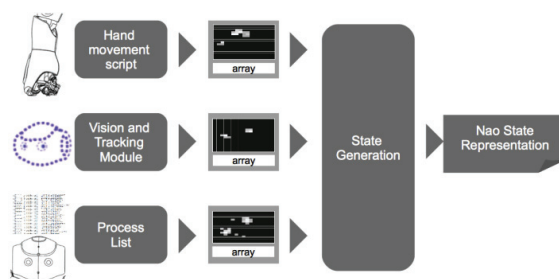 Hand
movement
script
array
Vision and
Tracking Module
array
Process
List
array
State
Generation
Nao State
Representation